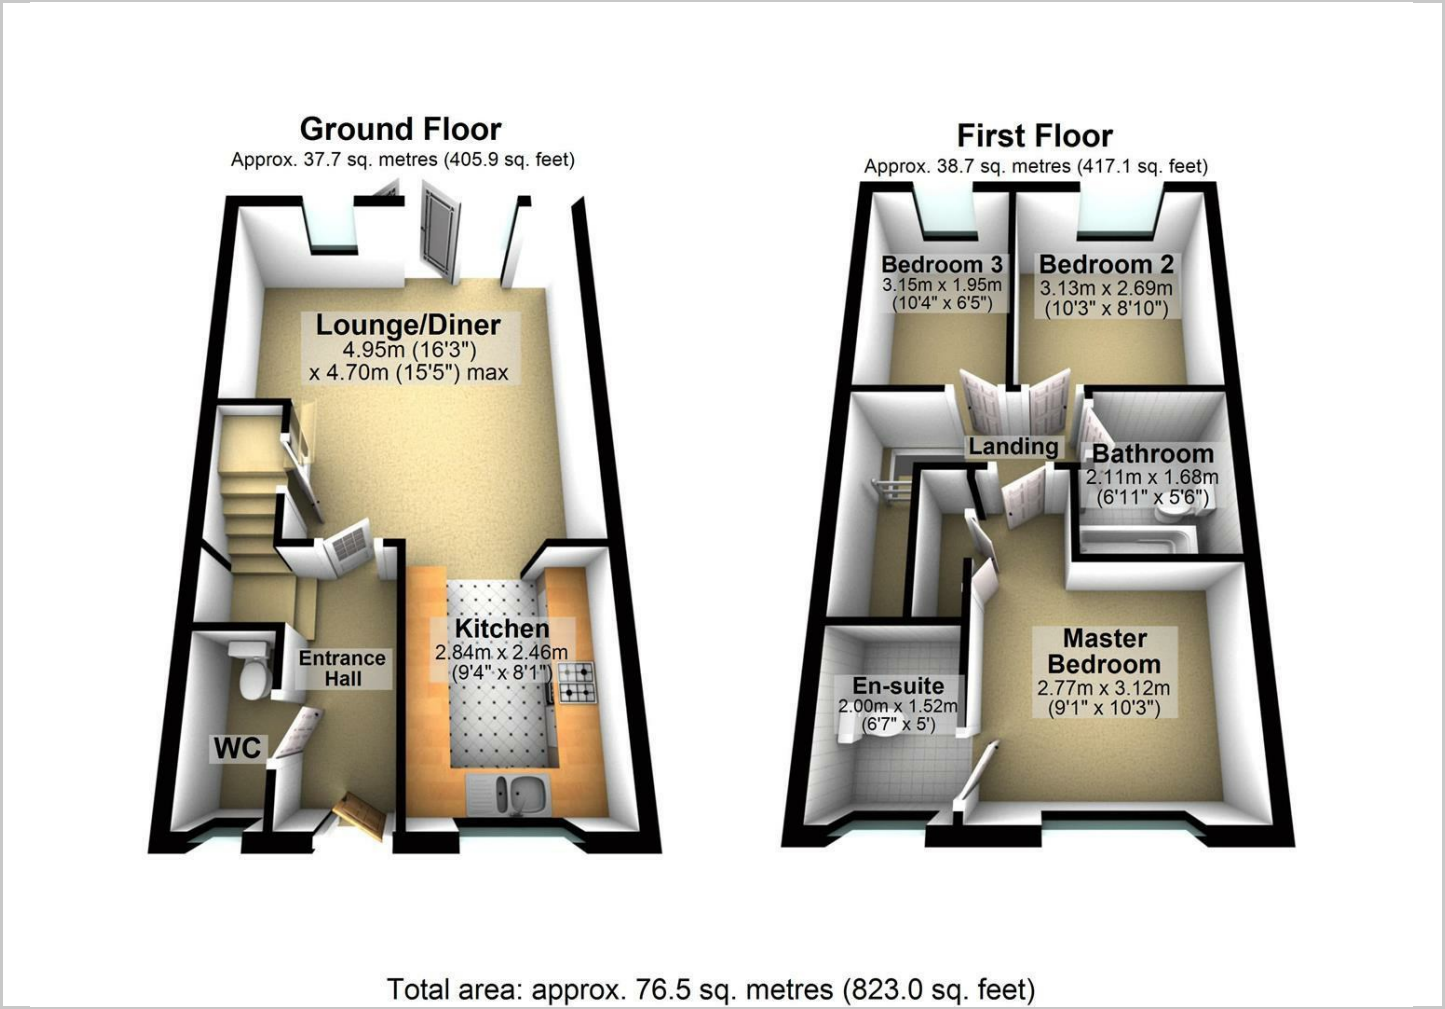 Ground Floor
Approx. 37.7 sq. metres (405.9 sq. feet)
Lounge/Diner
4.95m (16'3")
x 4.70m (15'5") max
Kitchen
2.84m x 2.46m
(9'4" x 8'1")
Entrance
Hall
WC
First Floor
Approx. 38.7 sq. metres (417.1 sq. feet)
Bedroom 3
3.15m x 1.95m
(10'4" x 6'5")
Bedroom 2
3.13m x 2.69m
(10'3" x 8'10")
Landing
Bathroom
2.11m x 1.68m
(6'11" x 5'6")
Master
Bedroom
2.77m x 3.12m
(9'1" x 10'3")
En-suite
2.00m x 1.52m
(6'7" x 5')
Total area: approx. 76.5 sq. metres (823.0 sq. feet)